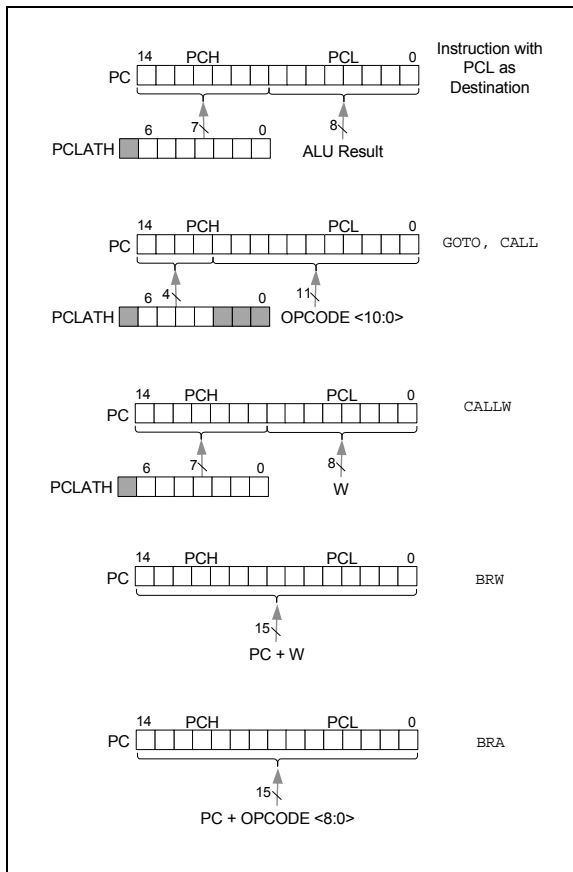 14 PCH PCL 0
PC
Instruction with
PCL as
Destination
6 7 0 8
PCLATH
ALU Result
14 PCH PCL 0
PC
GOTO, CALL
6 4 0 11
PCLATH
OPCODE <10:0>
14 PCH PCL 0
PC
CALLW
6 7 0 8
PCLATH
W
14 PCH PCL 0
PC
BRW
15
PC + W
14 PCH PCL 0
PC
BRA
15
PC + OPCODE <8:0>